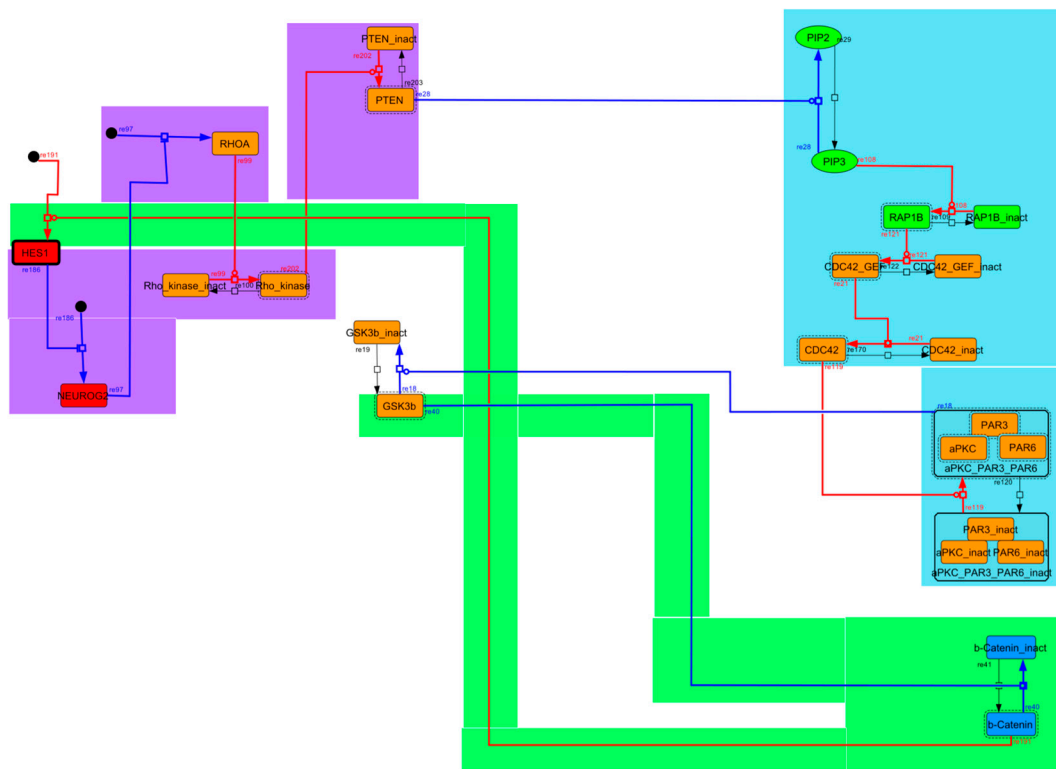 PTEN_inact
re202
re203
PTEN
re28
PIP2
re29
re28
PIP3
re108
re97
RHOA
re99
re191
HES1
re186
RAP1B
re109
RAP1B_inact
re121
re121
CDC42_GEF
re122
CDC42_GEF_inact
re21
Rho_kinase_inact
re99
re100
re202
Rho_kinase
re186
NEUROG2
re97
GSK3b_inact
re19
re18
GSK3b
re40
re21
CDC42
re170
CDC42_inact
re119
re18
PAR3
aPKC
PAR6
aPKC_PAR3_PAR6
re120
re119
PAR3_inact
aPKC_inact
PAR6_inact
aPKC_PAR3_PAR6_inact
b-Catenin_inact
re41
re40
b-Catenin
re191